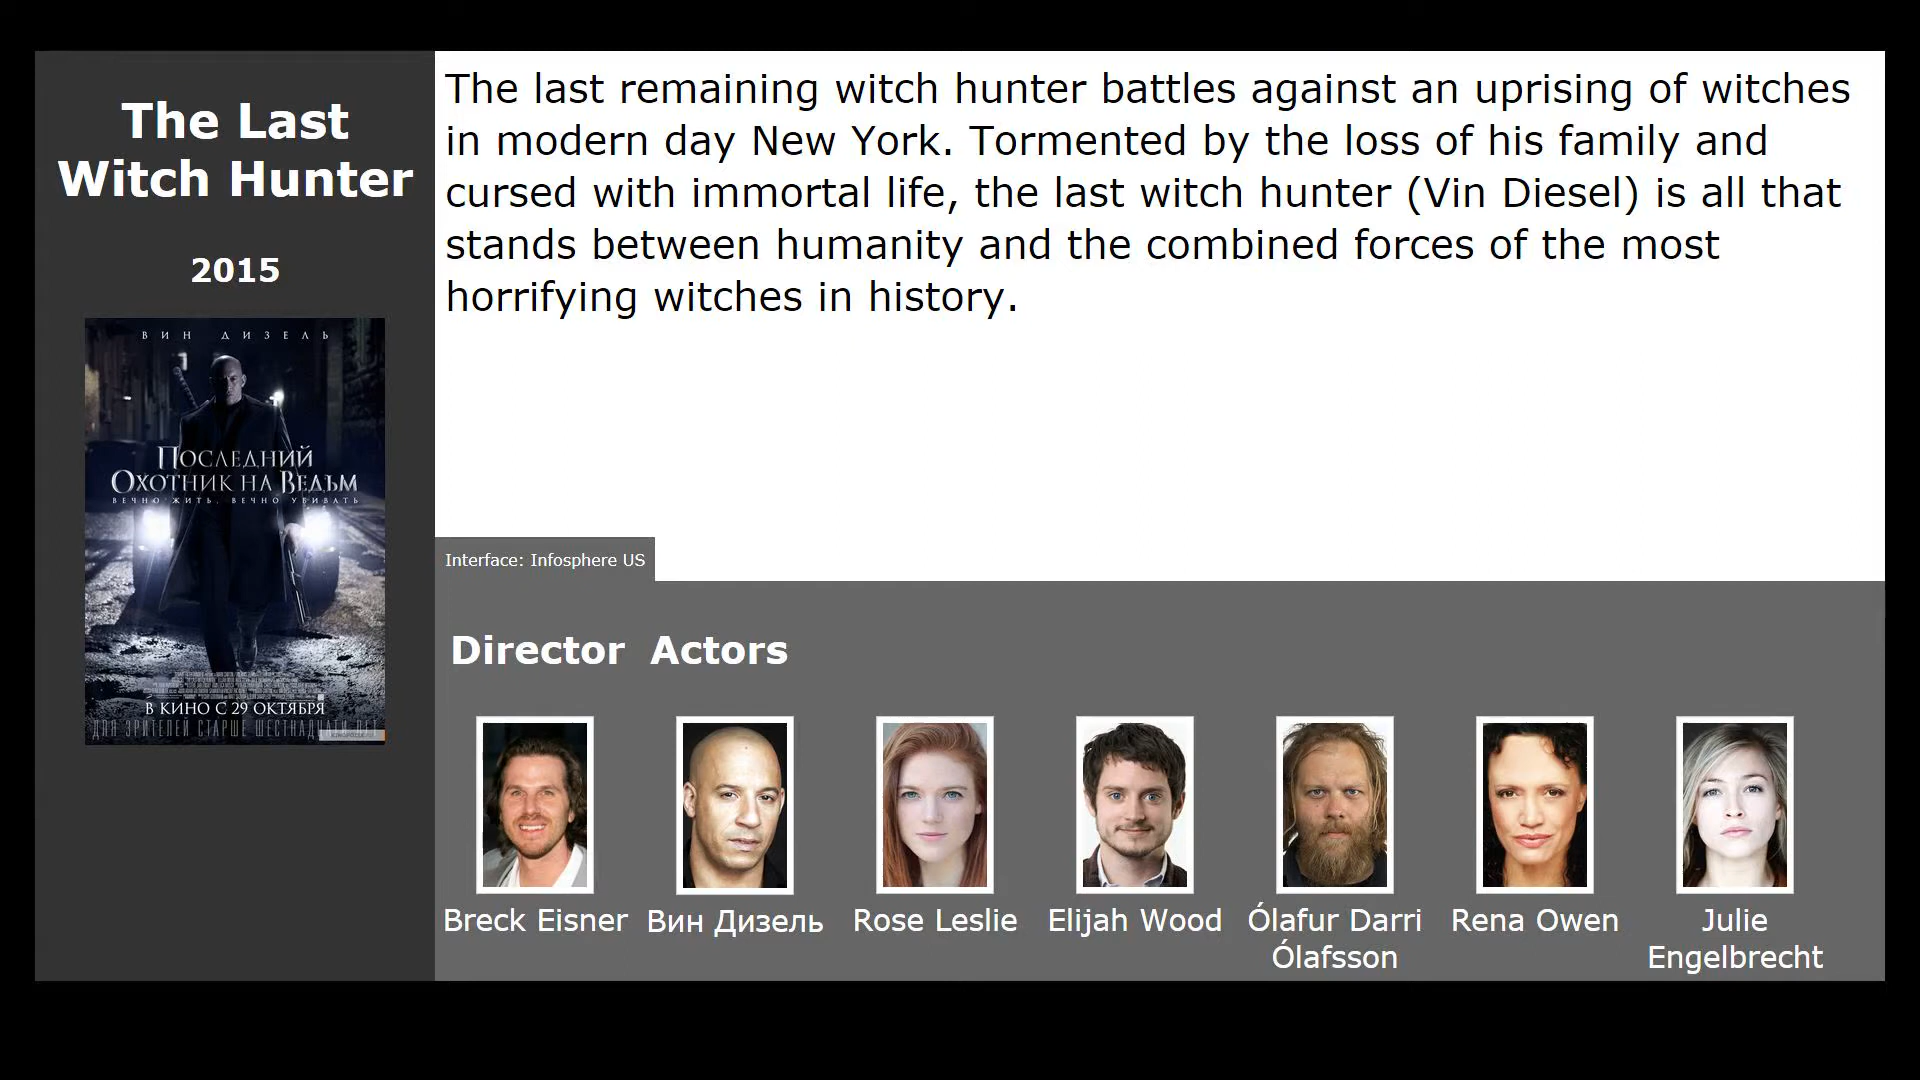 The Last
Witch Hunter
2015
ВИН ДИЗЕЛЬ
ПОСЛЕДНИЙ
ОХОТНИК НА ВЕДЬМ
ВЕЧНО ЖИТЬ, ВЕЧНО УБИВАТЬ
В КИНО С 29 ОКТЯБРЯ
ДЛЯ ЗРИТЕЛЕЙ СТАРШЕ ШЕСТНАДЦАТИ ЛЕТ
The last remaining witch hunter battles against an uprising of witches
in modern day New York. Tormented by the loss of his family and
cursed with immortal life, the last witch hunter (Vin Diesel) is all that
stands between humanity and the combined forces of the most
horrifying witches in history.
Interface: Infosphere US
Director Actors
Breck Eisner Вин Дизель Rose Leslie Elijah Wood Ólafur Darri Rena Owen Julie
Ólafsson Engelbrecht